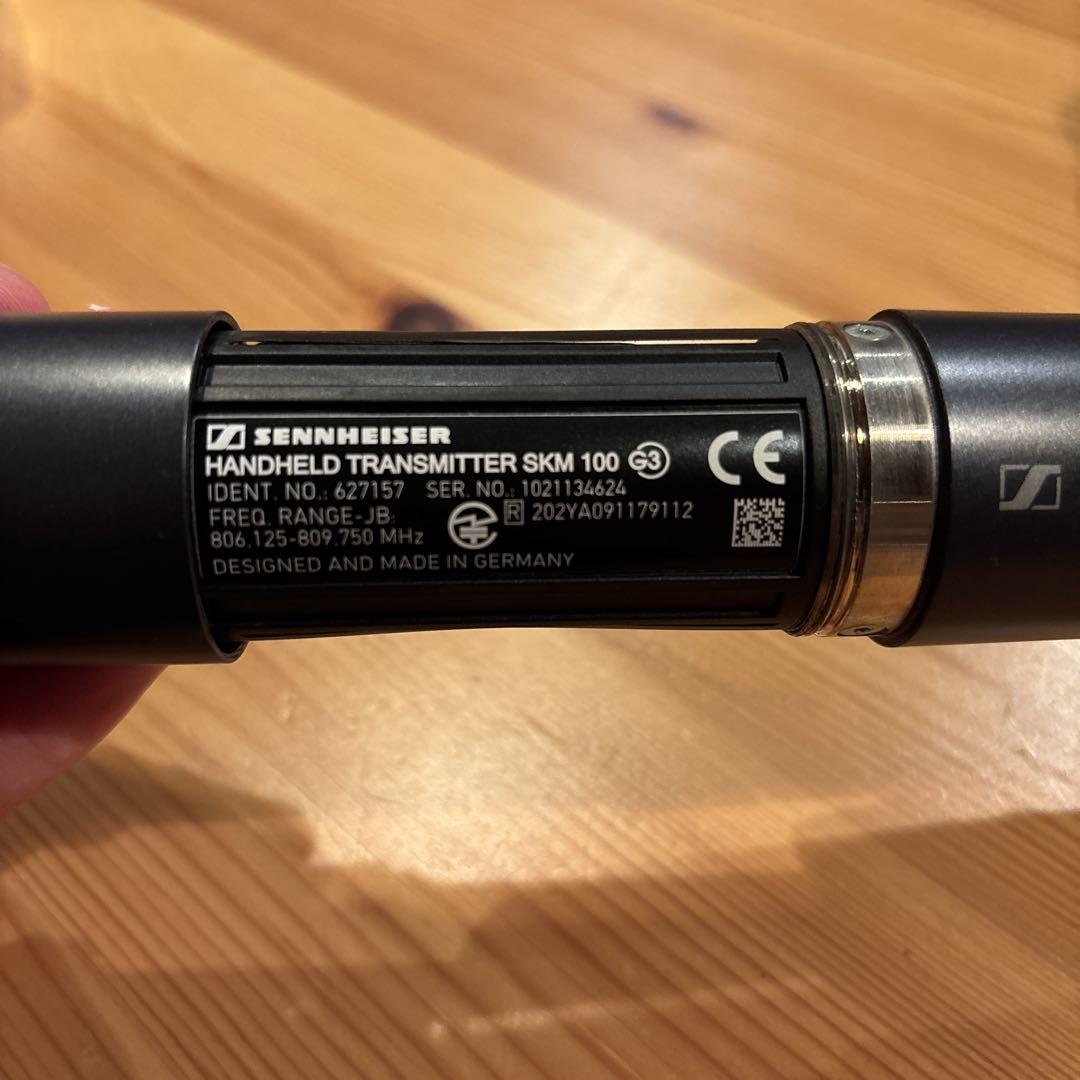 SENNHEISER
HANDHELD TRANSMITTER SKM 100 G3
IDENT. NO.: 627157 SER. NO.: 1021134624
FREQ. RANGE-JB:
806.125-809.750 MHz
R 202YA091179112
DESIGNED AND MADE IN GERMANY
CE